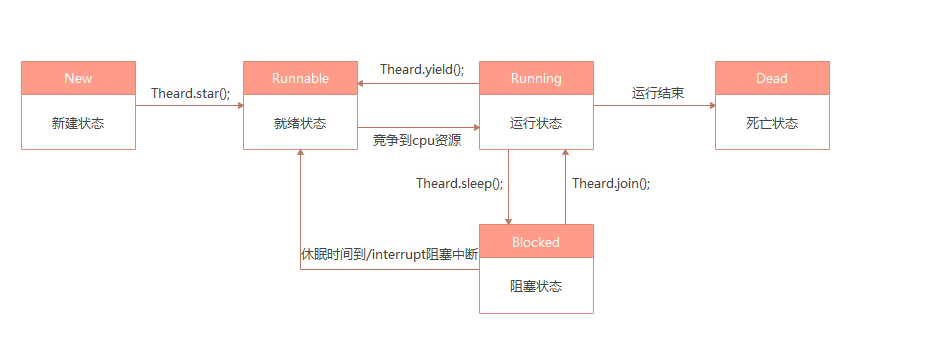 New
新建状态
Theard.star();
Runnable
就绪状态
Theard.yield();
竞争到cpu资源
Running
运行状态
运行结束
Dead
死亡状态
Theard.sleep();
Theard.join();
休眠时间到/interrupt阻塞中断
Blocked
阻塞状态